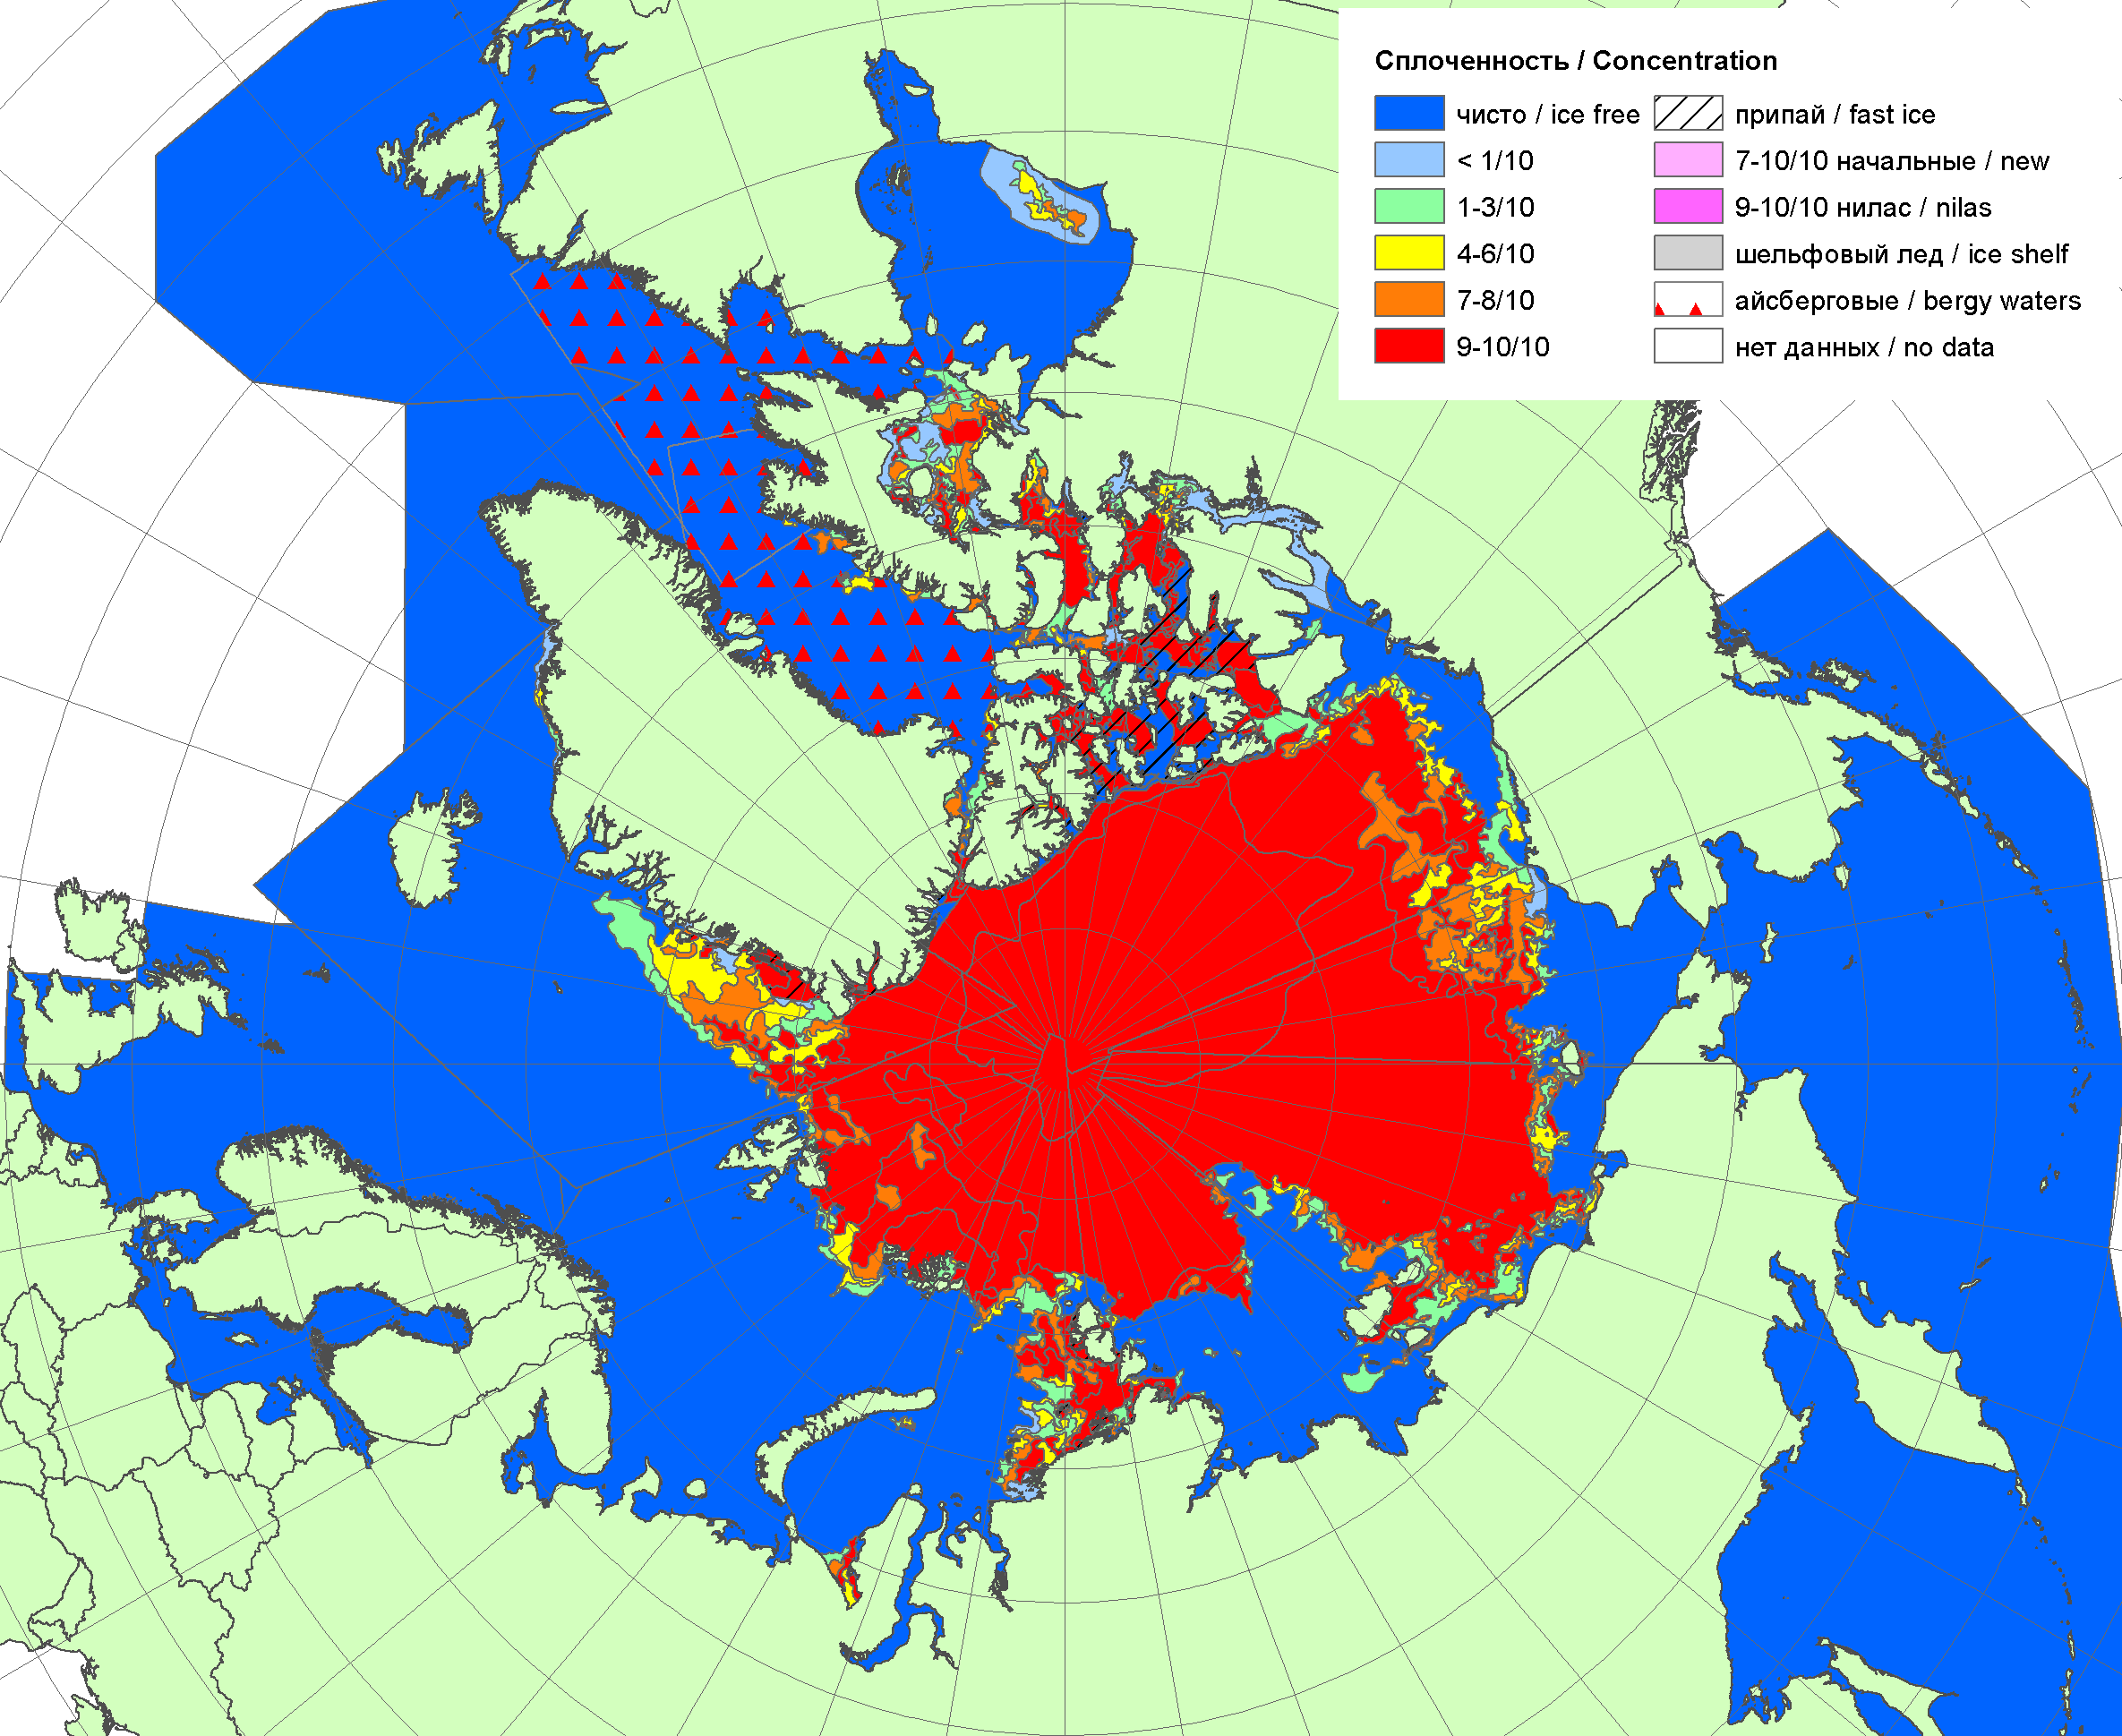 Сплоченность / Concentration
чисто / ice free
< 1/10
1-3/10
4-6/10
7-8/10
9-10/10
припай / fast ice
7-10/10 начальные / new
9-10/10 нилас / nilas
шельфовый лед / ice shelf
айсберговые / bergy waters
нет данных / no data